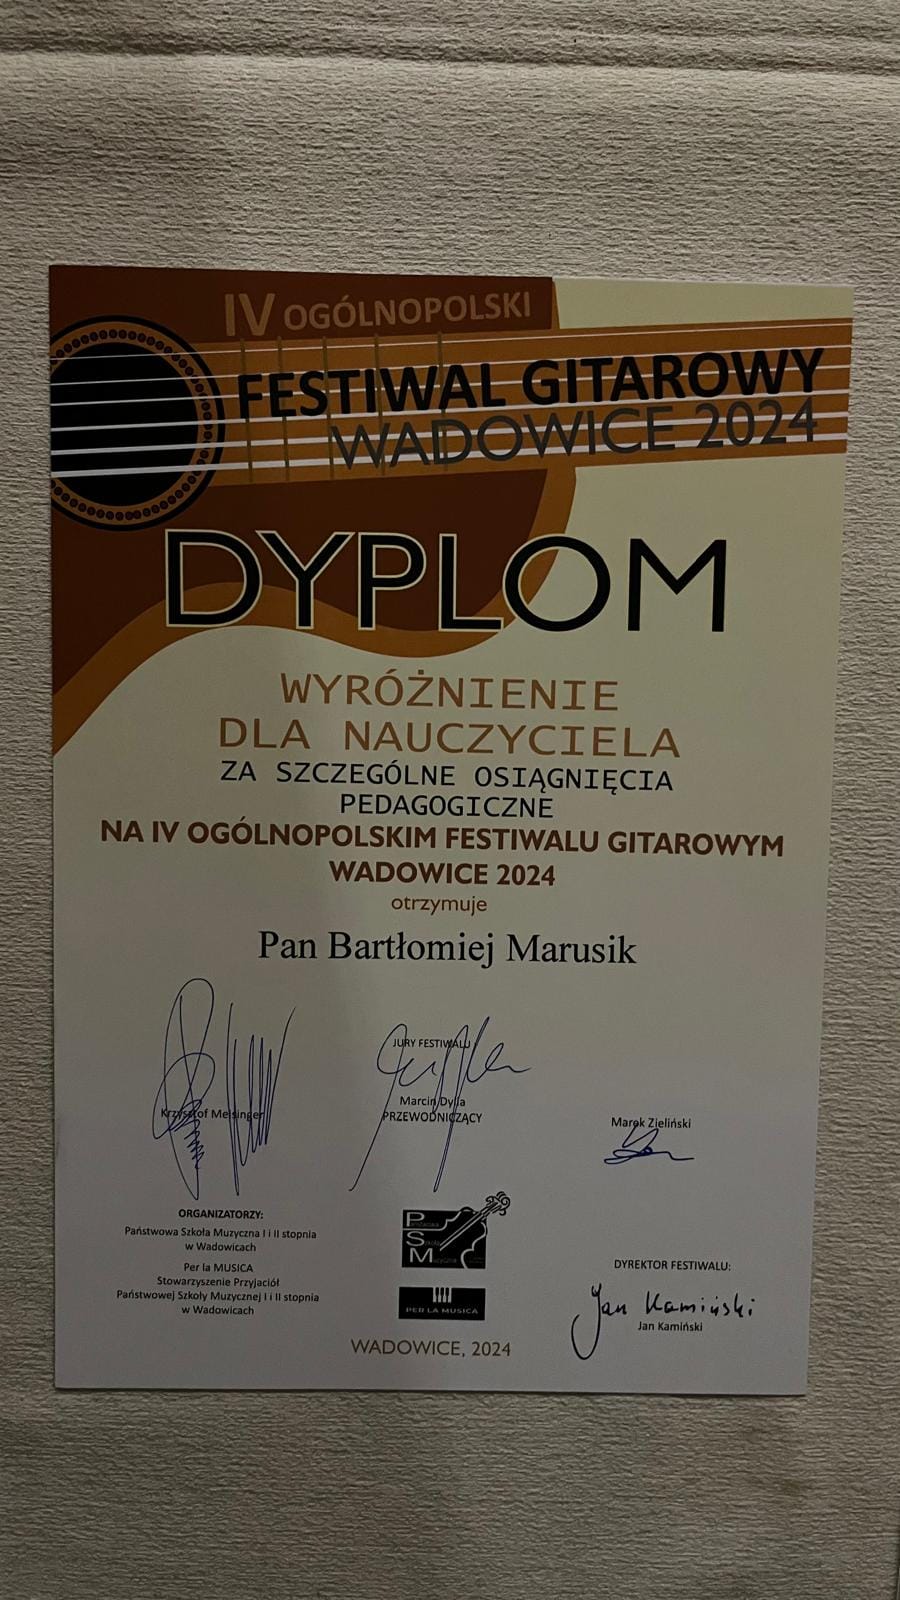 IV OGÓLNOPOLSKI
FESTIWAL GITAROWY
WADOWICE 2024
DYPLOM
WYRÓŻNIENIE
DLA NAUCZYCIELA
ZA SZCZEGÓLNE OSIĄGNIĘCIA
PEDAGOGICZNE
NA IV OGÓLNOPOLSKIM FESTIWALU GITAROWYM
WADOWICE 2024
otrzymuje
Pan Bartłomiej Marusik
JURY FESTIWALU
Krzysztof Meisinger
Marcin Dylla
PRZEWODNICZĄCY
Marek Zieliński
ORGANIZATORZY:
Państwowa Szkoła Muzyczna I i II stopnia
w Wadowicach
Per la MUSICA
Stowarzyszenie Przyjaciół
Państwowej Szkoły Muzycznej I i II stopnia
w Wadowicach
Państwowa
Szkoła
Muzyczna
PER LA MUSICA
WADOWICE, 2024
DYREKTOR FESTIWALU:
Jan Kamiński
Jan Kamiński